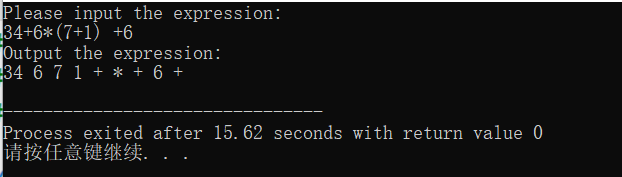 Please input the expression:
34+6*(7+1) +6
Output the expression:
34 6 7 1 + * + 6 +
--------------------------------
Process exited after 15.62 seconds with return value 0
请按任意键继续. . .